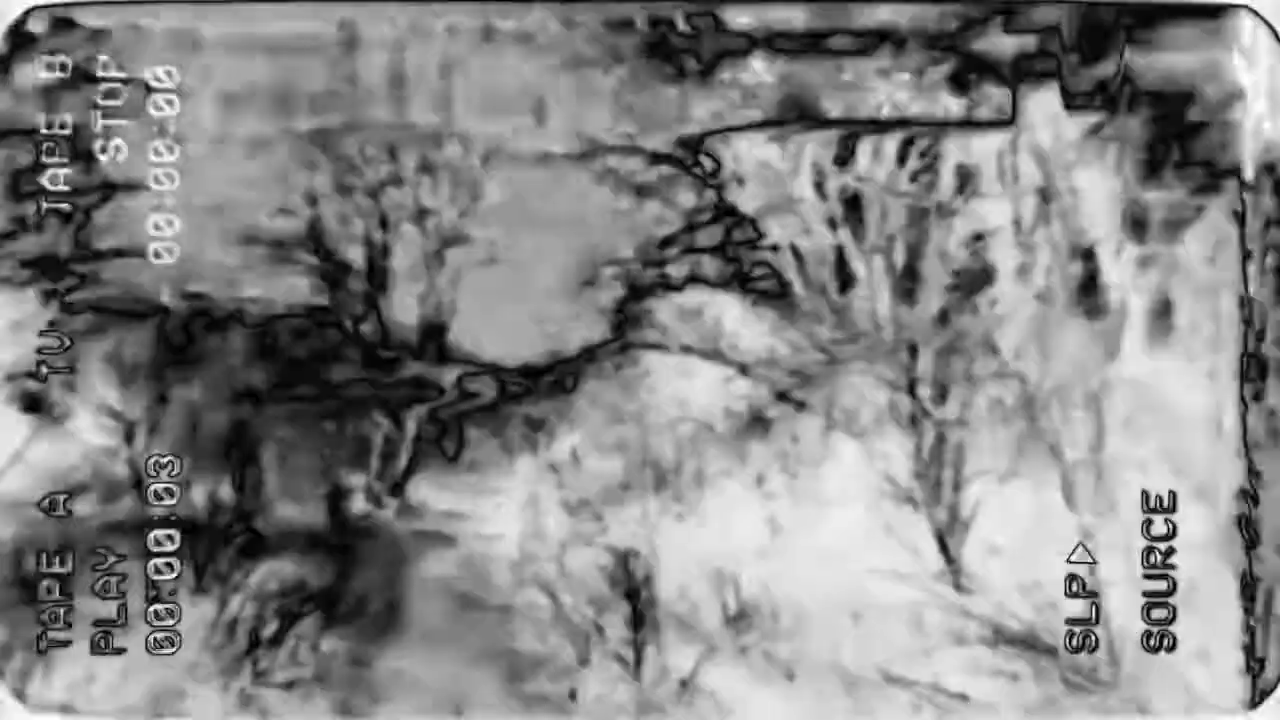 TAPE A TV TAPE B
PLAY STOP
00:00:03 00:00:00
SLP▷
SOURCE